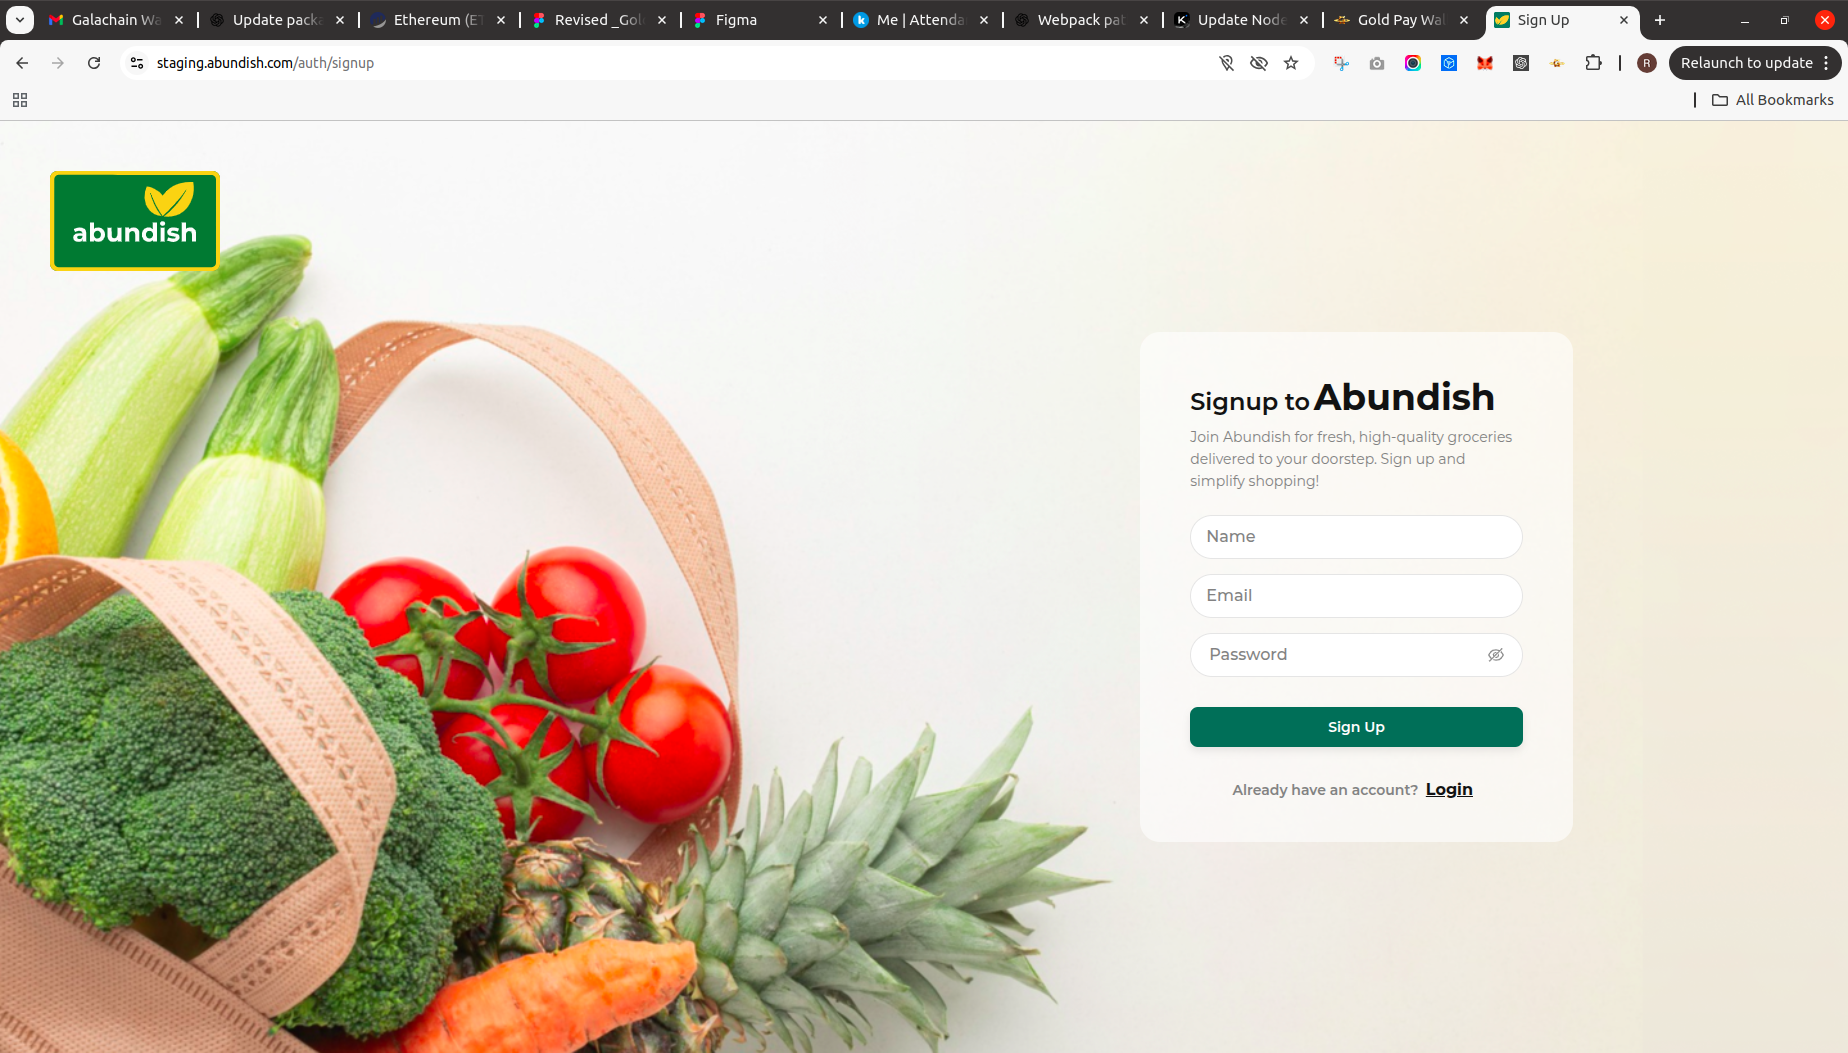 Galachain Wa
Update packa
Ethereum (ET
Revised _Gol
Figma
Me | Attenda
Webpack pat
Update Node
Gold Pay Wal
Sign Up
staging.abundish.com/auth/signup
R
Relaunch to update
All Bookmarks
abundish
Signup to Abundish
Join Abundish for fresh, high-quality groceries
delivered to your doorstep. Sign up and
simplify shopping!
Name
Email
Password
Sign Up
Already have an account? Login